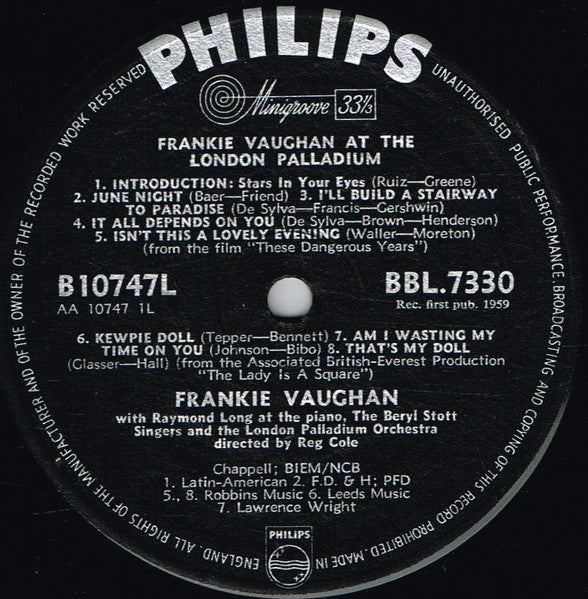 PHILIPS
Minigroove 33⅓
FRANKIE VAUGHAN AT THE
LONDON PALLADIUM
1. INTRODUCTION: Stars In Your Eyes (Ruiz—Greene)
2. JUNE NIGHT (Baer—Friend) 3. I'LL BUILD A STAIRWAY
TO PARADISE (De Sylva—Francis—Gershwin)
4. IT ALL DEPENDS ON YOU (De Sylva—Brown—Henderson)
5. ISN'T THIS A LOVELY EVENING (Waller—Moreton)
(from the film "These Dangerous Years")
B10747L
AA 10747 1L
BBL.7330
Rec. first pub. 1959
6. KEWPIE DOLL (Tepper—Bennett) 7. AM I WASTING MY
TIME ON YOU (Johnson—Bibo) 8. THAT'S MY DOLL
(Glasser—Hall) (from the Associated British-Everest Production
"The Lady is A Square")
FRANKIE VAUGHAN
with Raymond Long at the piano, The Beryl Stott
Singers and the London Palladium Orchestra
directed by Reg Cole
Chappell; BIEM/NCB
1. Latin-American 2. F.D. & H; PFD
5., 8. Robbins Music 6. Leeds Music
7. Lawrence Wright
PHILIPS
ALL RIGHTS OF THE MANUFACTURER AND OF THE OWNER OF THE RECORDED WORK RESERVED
UNAUTHORISED PUBLIC PERFORMANCE, BROADCASTING AND COPYING OF THIS RECORD PROHIBITED. MADE IN ENGLAND.